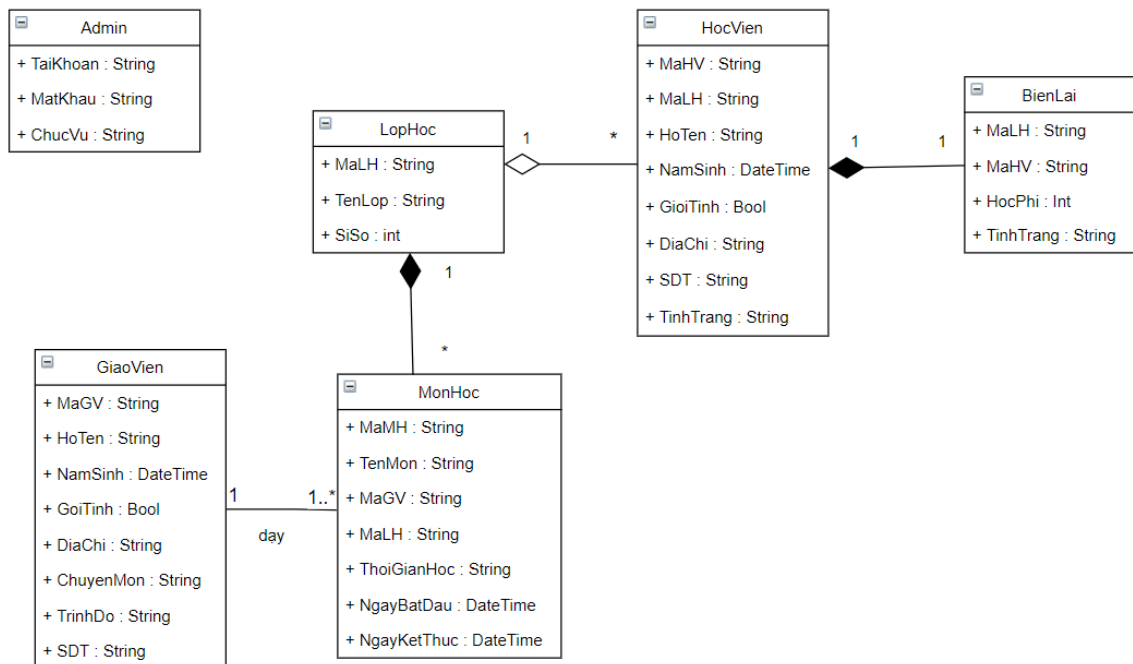 Admin
+ TaiKhoan : String
+ MatKhau : String
+ ChucVu : String
LopHoc
+ MaLH : String
+ TenLop : String
+ SiSo : int
1
*
HocVien
+ MaHV : String
+ MaLH : String
+ HoTen : String
+ NamSinh : DateTime
+ GioiTinh : Bool
+ DiaChi : String
+ SDT : String
+ TinhTrang : String
1
1
BienLai
+ MaLH : String
+ MaHV : String
+ HocPhi : Int
+ TinhTrang : String
1
*
GiaoVien
+ MaGV : String
+ HoTen : String
+ NamSinh : DateTime
+ GoiTinh : Bool
+ DiaChi : String
+ ChuyenMon : String
+ TrinhDo : String
+ SDT : String
1
1..*
dạy
MonHoc
+ MaMH : String
+ TenMon : String
+ MaGV : String
+ MaLH : String
+ ThoiGianHoc : String
+ NgayBatDau : DateTime
+ NgayKetThuc : DateTime